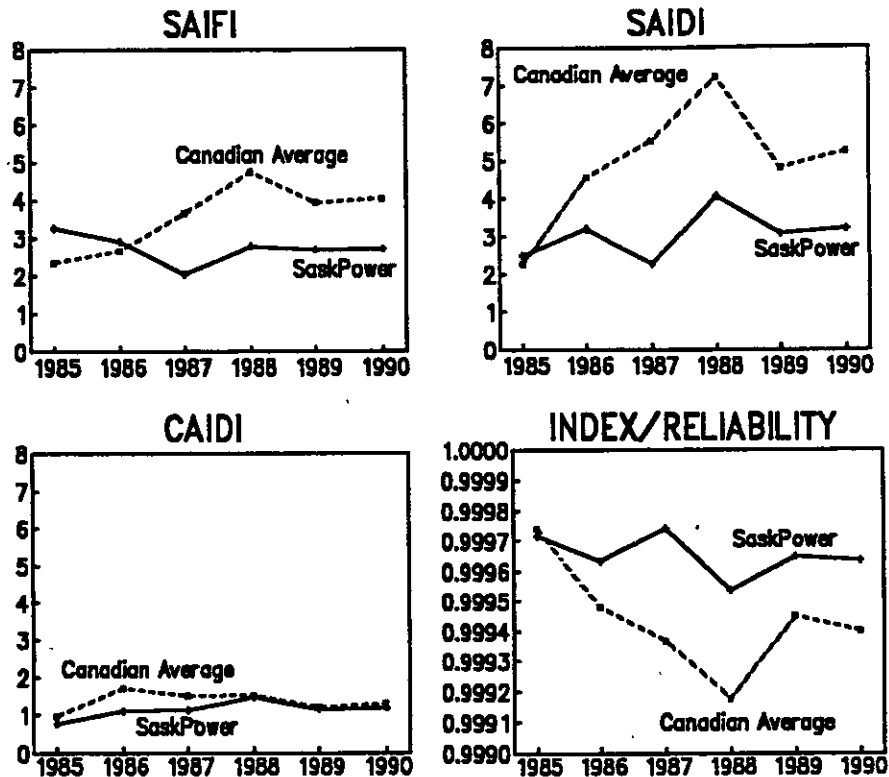 SAIFI
8
7
6
5
4
3
2
1
0
Canadian Average
SaskPower
1985 1986 1987 1988 1989 1990
SAIDI
8
7
6
5
4
3
2
1
0
Canadian Average
SaskPower
1985 1986 1987 1988 1989 1990
CAIDI
8
7
6
5
4
3
2
1
0
Canadian Average
SaskPower
1985 1986 1987 1988 1989 1990
INDEX/RELIABILITY
1.0000
0.9999
0.9998
0.9997
0.9996
0.9995
0.9994
0.9993
0.9992
0.9991
0.9990
SaskPower
Canadian Average
1985 1986 1987 1988 1989 1990